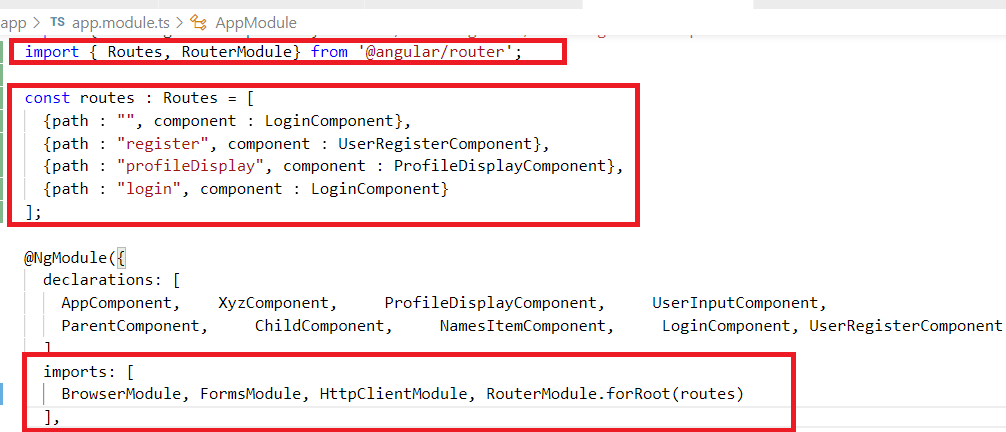 app > TS app.module.ts > AppModule
import { Routes, RouterModule} from '@angular/router';
const routes : Routes = [
{path : "", component : LoginComponent},
{path : "register", component : UserRegisterComponent},
{path : "profileDisplay", component : ProfileDisplayComponent},
{path : "login", component : LoginComponent}
];
@NgModule({
declarations: [
AppComponent, XyzComponent, ProfileDisplayComponent, UserInputComponent,
ParentComponent, ChildComponent, NamesItemComponent, LoginComponent, UserRegisterComponent
]
imports: [
BrowserModule, FormsModule, HttpClientModule, RouterModule.forRoot(routes)
],